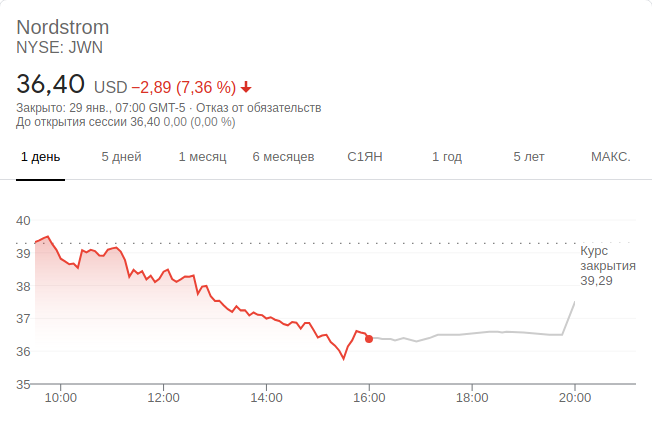 Nordstrom
NYSE: JWN
36,40 USD −2,89 (7,36 %)
Закрыто: 29 янв., 07:00 GMT-5 · Отказ от обязательств
До открытия сессии 36,40 0,00 (0,00 %)
1 день 5 дней 1 месяц 6 месяцев С1ЯН 1 год 5 лет МАКС.
40
39
38
37
36
35
Курс
закрытия
39,29
10:00 12:00 14:00 16:00 18:00 20:00